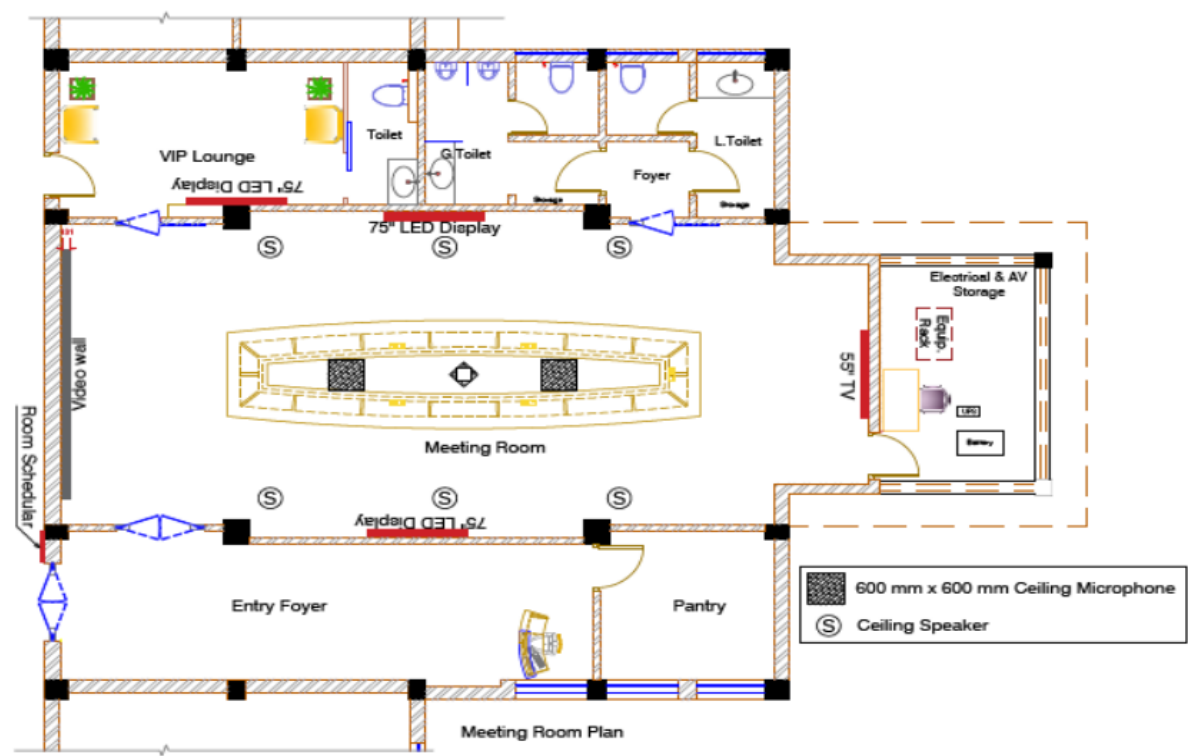 Toilet
G.Toilet
L.Toilet
VIP Lounge
Foyer
75" LED Display
Storage
Storage
75" LED Display
S
S
S
Electrical & AV
Storage
Equip.
Rack
Video wall
55" TV
UPS
Battery
Meeting Room
Room Schedular
S
S
S
75" LED Display
600 mm x 600 mm Ceiling Microphone
S Ceiling Speaker
Entry Foyer
Pantry
Meeting Room Plan